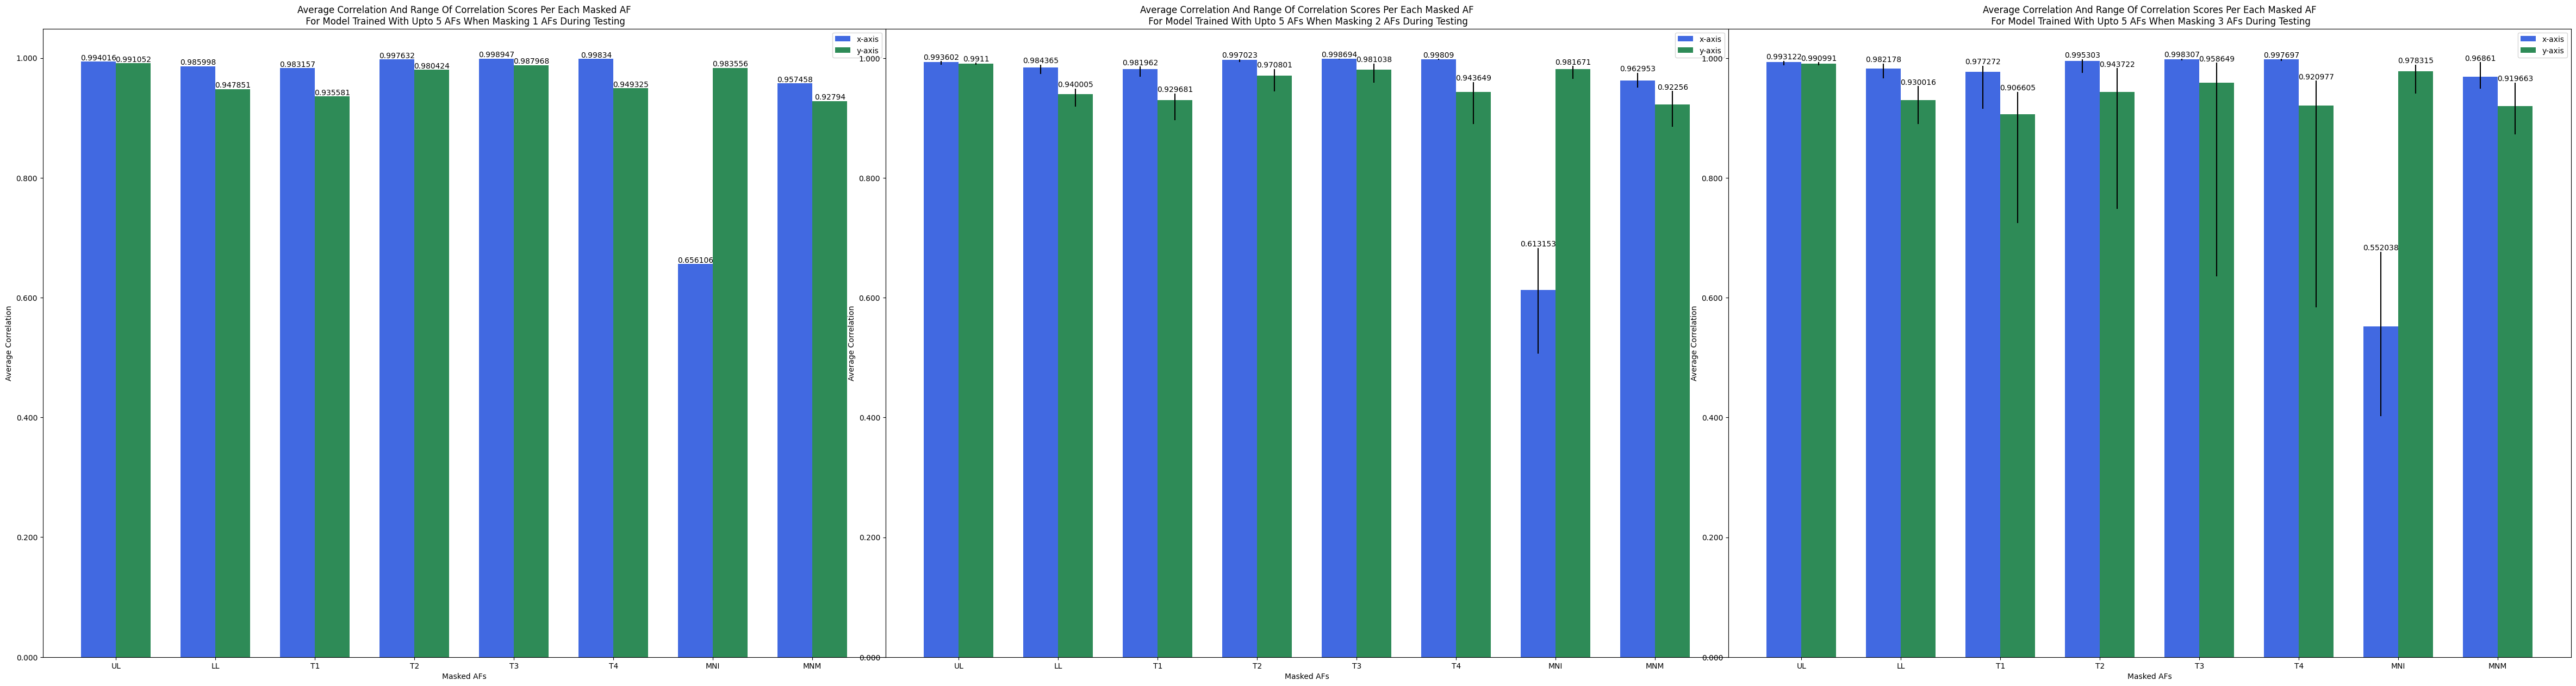 Average Correlation And Range Of Correlation Scores Per Each Masked AF
For Model Trained With Upto 5 AFs When Masking 1 AFs During Testing
x-axis
y-axis
Average Correlation
1.000
0.800
0.600
0.400
0.200
0.000
0.994016
0.991052
0.985998
0.947851
0.983157
0.935581
0.997632
0.980424
0.998947
0.987968
0.99834
0.949325
0.656106
0.983556
0.957458
0.92794
UL
LL
T1
T2
T3
T4
MNI
MNM
Masked AFs
Average Correlation And Range Of Correlation Scores Per Each Masked AF
For Model Trained With Upto 5 AFs When Masking 2 AFs During Testing
x-axis
y-axis
Average Correlation
1.000
0.800
0.600
0.400
0.200
0.000
0.993602
0.9911
0.984365
0.940005
0.981962
0.929681
0.997023
0.970801
0.998694
0.981038
0.99809
0.943649
0.613153
0.981671
0.962953
0.92256
UL
LL
T1
T2
T3
T4
MNI
MNM
Masked AFs
Average Correlation And Range Of Correlation Scores Per Each Masked AF
For Model Trained With Upto 5 AFs When Masking 3 AFs During Testing
x-axis
y-axis
Average Correlation
1.000
0.800
0.600
0.400
0.200
0.000
0.993122
0.990991
0.982178
0.930016
0.977272
0.906605
0.995303
0.943722
0.998307
0.958649
0.997697
0.920977
0.552038
0.978315
0.96861
0.919663
UL
LL
T1
T2
T3
T4
MNI
MNM
Masked AFs